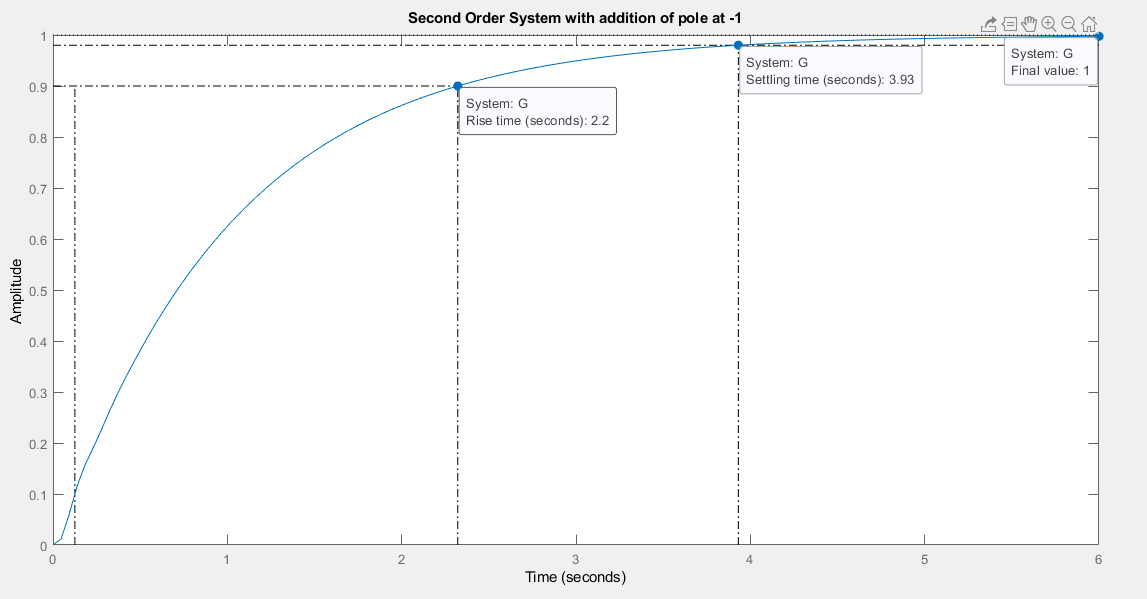 Second Order System with addition of pole at -1
Amplitude
1
0.9
0.8
0.7
0.6
0.5
0.4
0.3
0.2
0.1
0
System: G
Rise time (seconds): 2.2
System: G
Settling time (seconds): 3.93
System: G
Final value: 1
0 1 2 3 4 5 6
Time (seconds)